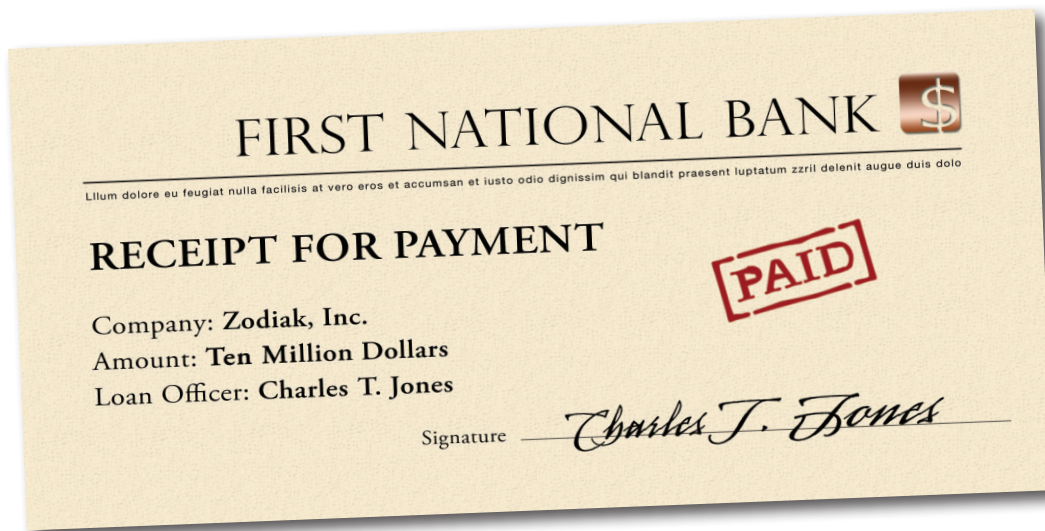 FIRST NATIONAL BANK $
Lllum dolore eu feugiat nulla facilisis at vero eros et accumsan et iusto odio dignissim qui blandit praesent luptatum zzril delenit augue duis dolo
RECEIPT FOR PAYMENT
PAID
Company: Zodiak, Inc.
Amount: Ten Million Dollars
Loan Officer: Charles T. Jones
Signature Charles T. Jones